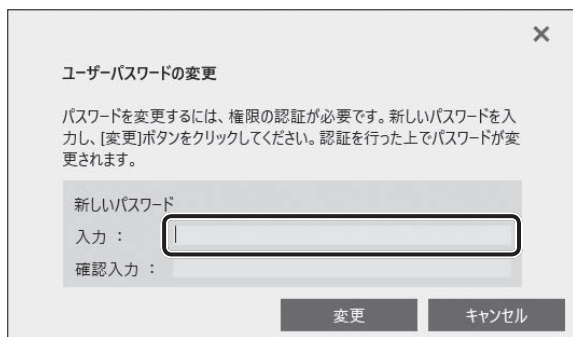 ユーザーパスワードの変更
パスワードを変更するには、権限の認証が必要です。新しいパスワードを入
力し、[変更]ボタンをクリックしてください。認証を行った上でパスワードが変
更されます。
新しいパスワード
入力 :
確認入力 :
変更 キャンセル